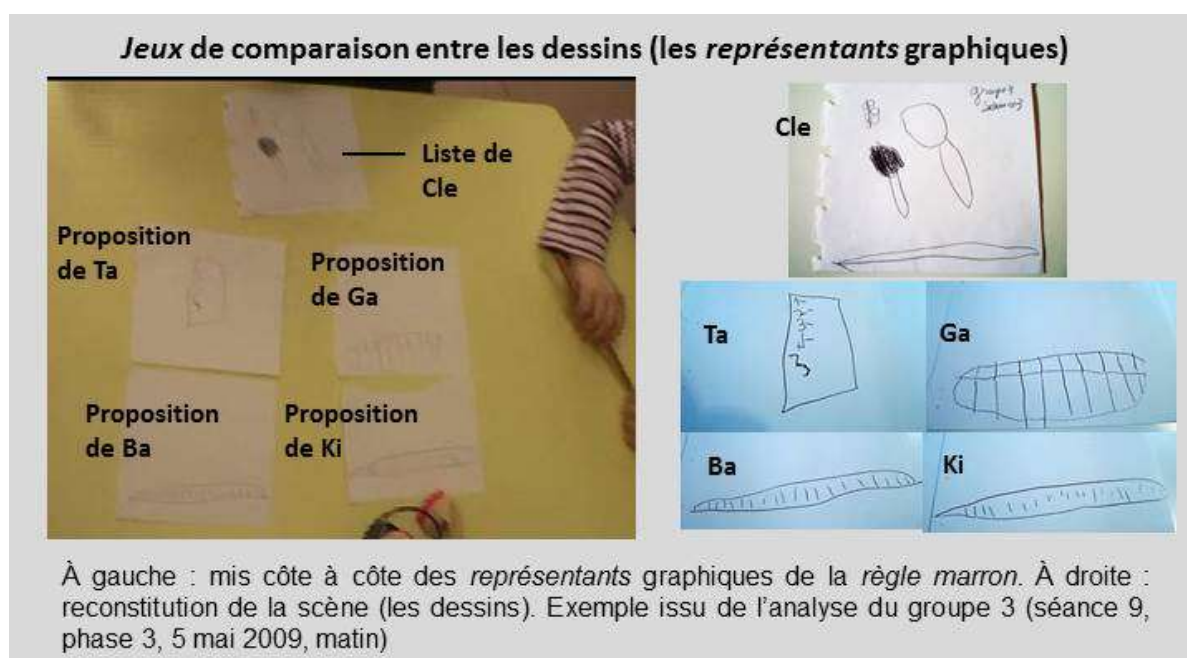 Jeux de comparaison entre les dessins (les représentants graphiques)
Liste de
Cle
Proposition
de Ta
Proposition
de Ga
Proposition
de Ba
Proposition
de Ki
Cle
groupe 3
Ta
Ga
Ba
Ki
À gauche : mis côte à côte des représentants graphiques de la règle marron. À droite :
reconstitution de la scène (les dessins). Exemple issu de l’analyse du groupe 3 (séance 9,
phase 3, 5 mai 2009, matin)